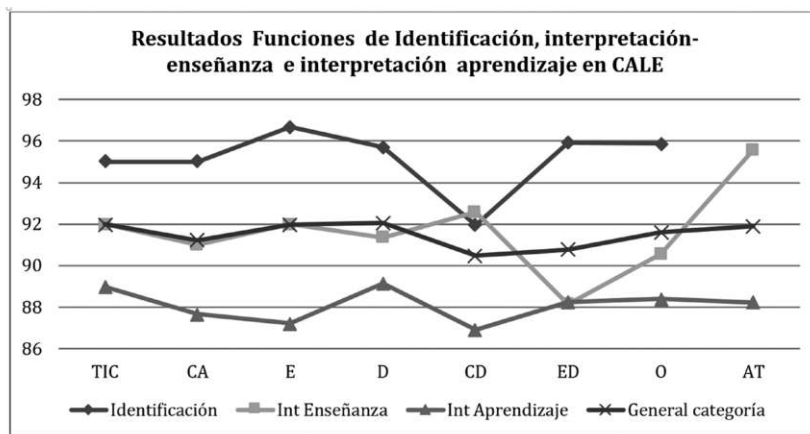 Resultados Funciones de Identificación, interpretación-
enseñanza e interpretación aprendizaje en CALE
98
96
94
92
90
88
86
TIC CA E D CD ED O AT
Identificación Int Enseñanza Int Aprendizaje General categoría